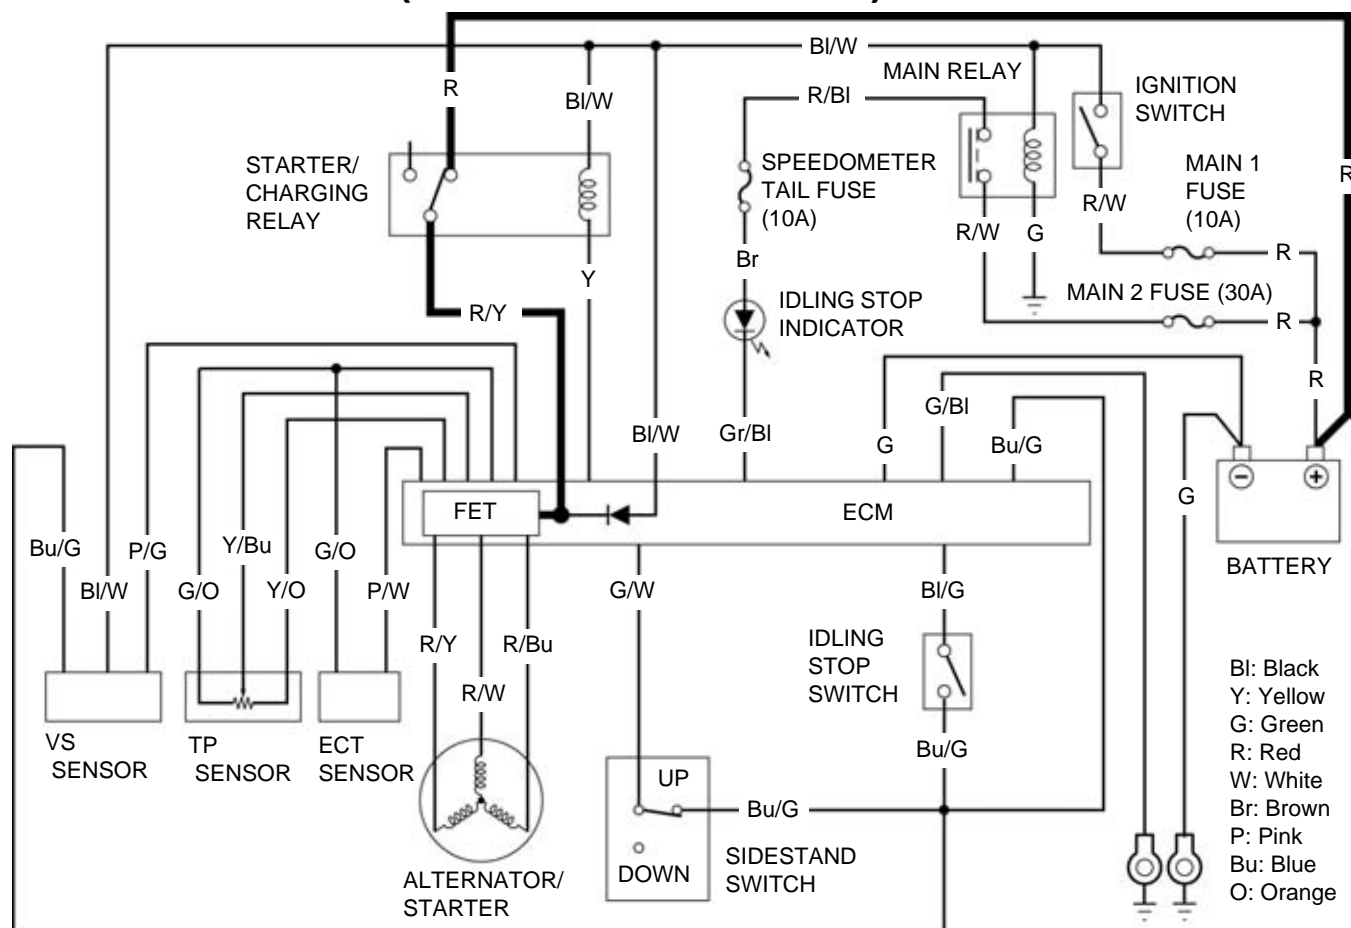 Bl/W
MAIN RELAY
IGNITION
SWITCH
R
Bl/W
R/Bl
STARTER/
CHARGING
RELAY
SPEEDOMETER
TAIL FUSE
(10A)
MAIN 1
FUSE
(10A)
R
R/W
R/W
G
Br
Y
R
MAIN 2 FUSE (30A)
IDLING STOP
INDICATOR
R/Y
R
R
G/Bl
Bl/W
Gr/Bl
G
Bu/G
G
FET
ECM
Bu/G
P/G
Y/Bu
G/O
BATTERY
Bl/W
G/O
Y/O
P/W
G/W
Bl/G
R/Y
R/Bu
R/W
IDLING
STOP
SWITCH
Bl: Black
Y: Yellow
G: Green
R: Red
W: White
Br: Brown
P: Pink
Bu: Blue
O: Orange
VS
SENSOR
TP
SENSOR
ECT
SENSOR
Bu/G
UP
Bu/G
DOWN
SIDESTAND
SWITCH
ALTERNATOR/
STARTER